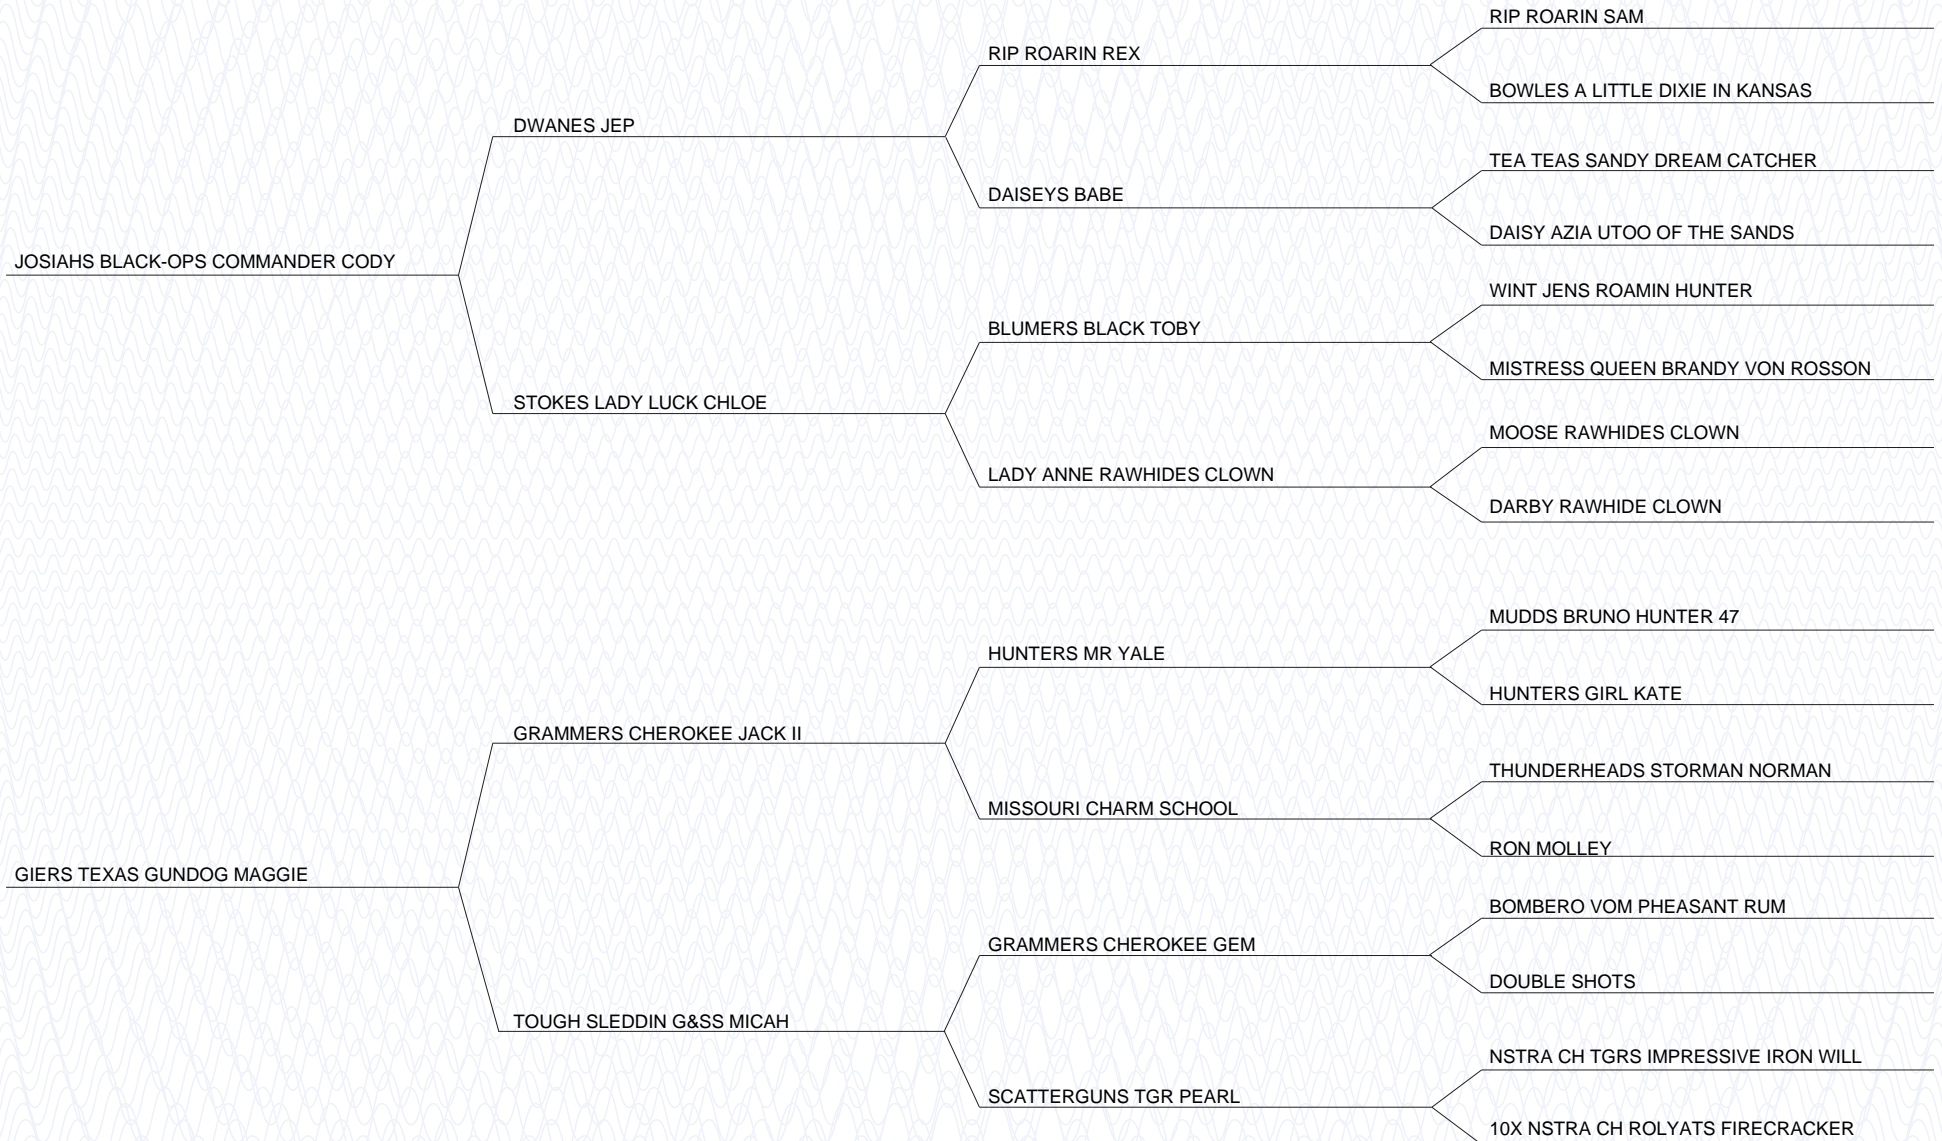 RIP ROARIN SAM
RIP ROARIN REX
BOWLES A LITTLE DIXIE IN KANSAS
DWANES JEP
TEA TEAS SANDY DREAM CATCHER
DAISEYS BABE
DAISY AZIA UTOO OF THE SANDS
JOSIAHS BLACK-OPS COMMANDER CODY
WINT JENS ROAMIN HUNTER
BLUMERS BLACK TOBY
MISTRESS QUEEN BRANDY VON ROSSON
STOKES LADY LUCK CHLOE
MOOSE RAWHIDES CLOWN
LADY ANNE RAWHIDES CLOWN
DARBY RAWHIDE CLOWN
MUDDS BRUNO HUNTER 47
HUNTERS MR YALE
HUNTERS GIRL KATE
GRAMMERS CHEROKEE JACK II
THUNDERHEADS STORMAN NORMAN
MISSOURI CHARM SCHOOL
RON MOLLEY
GIERS TEXAS GUNDOG MAGGIE
BOMBERO VOM PHEASANT RUM
GRAMMERS CHEROKEE GEM
DOUBLE SHOTS
TOUGH SLEDDIN G&SS MICAH
NSTRA CH TGRS IMPRESSIVE IRON WILL
SCATTERGUNS TGR PEARL
10X NSTRA CH ROLYATS FIRECRACKER